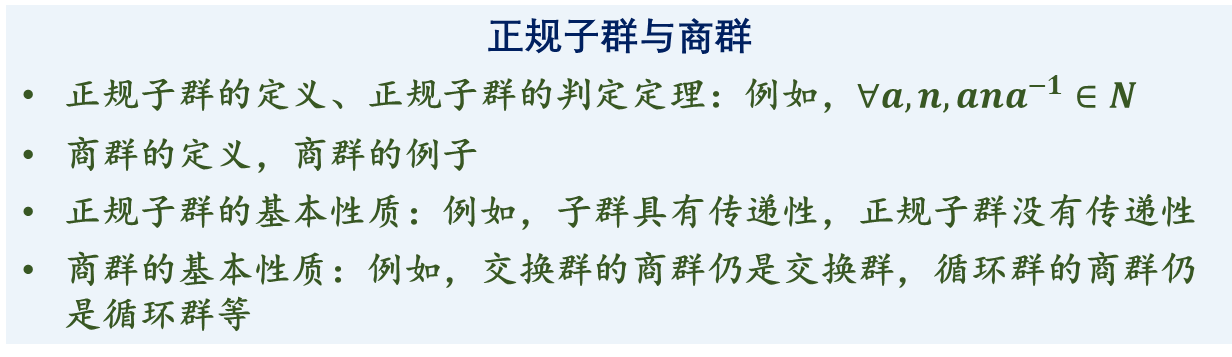 正规子群与商群
• 正规子群的定义、正规子群的判定定理：例如，∀a,n,ana⁻¹ ∈ N
• 商群的定义，商群的例子
• 正规子群的基本性质：例如，子群具有传递性，正规子群没有传递性
• 商群的基本性质：例如，交换群的商群仍是交换群，循环群的商群仍
是循环群等